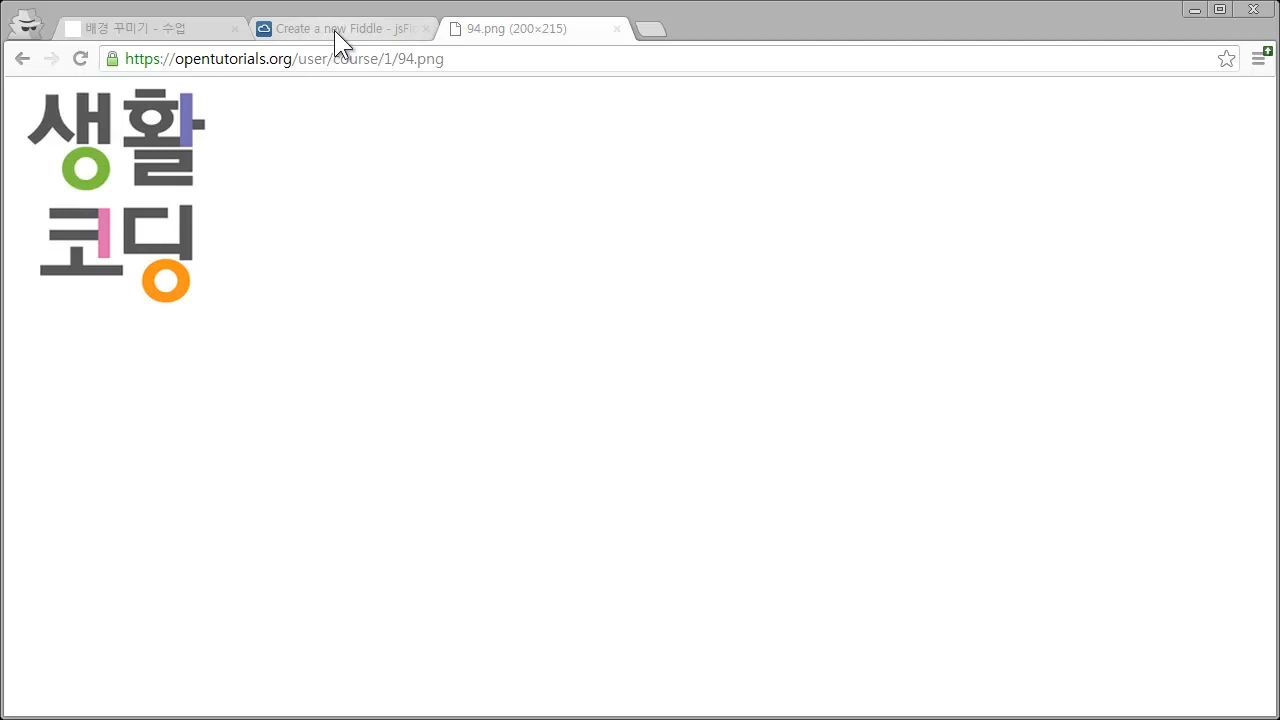 배경 꾸미기 - 수업
Create a new Fiddle - jsFi
94.png (200×215)
https://opentutorials.org/user/course/1/94.png
생활
코딩